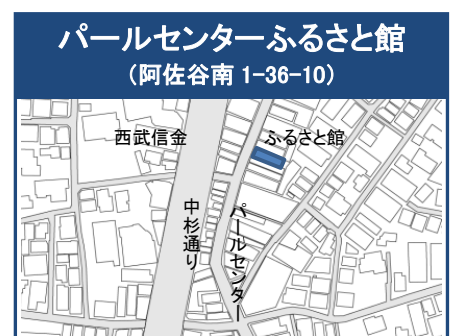 パールセンターふるさと館
（阿佐谷南 1-36-10）
西武信金
ふるさと館
中杉通り
パールセンター